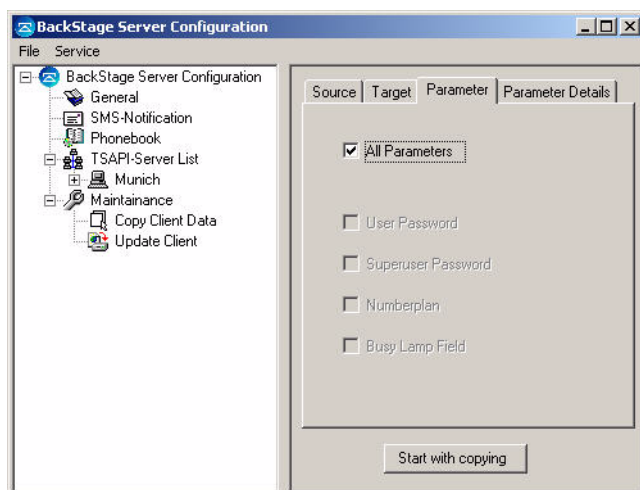 BackStage Server Configuration
File Service
BackStage Server Configuration
General
SMS-Notification
Phonebook
TSAPI-Server List
Munich
Maintainance
Copy Client Data
Update Client
Source Target Parameter Parameter Details
All Parameters
User Password
Superuser Password
Numberplan
Busy Lamp Field
Start with copying